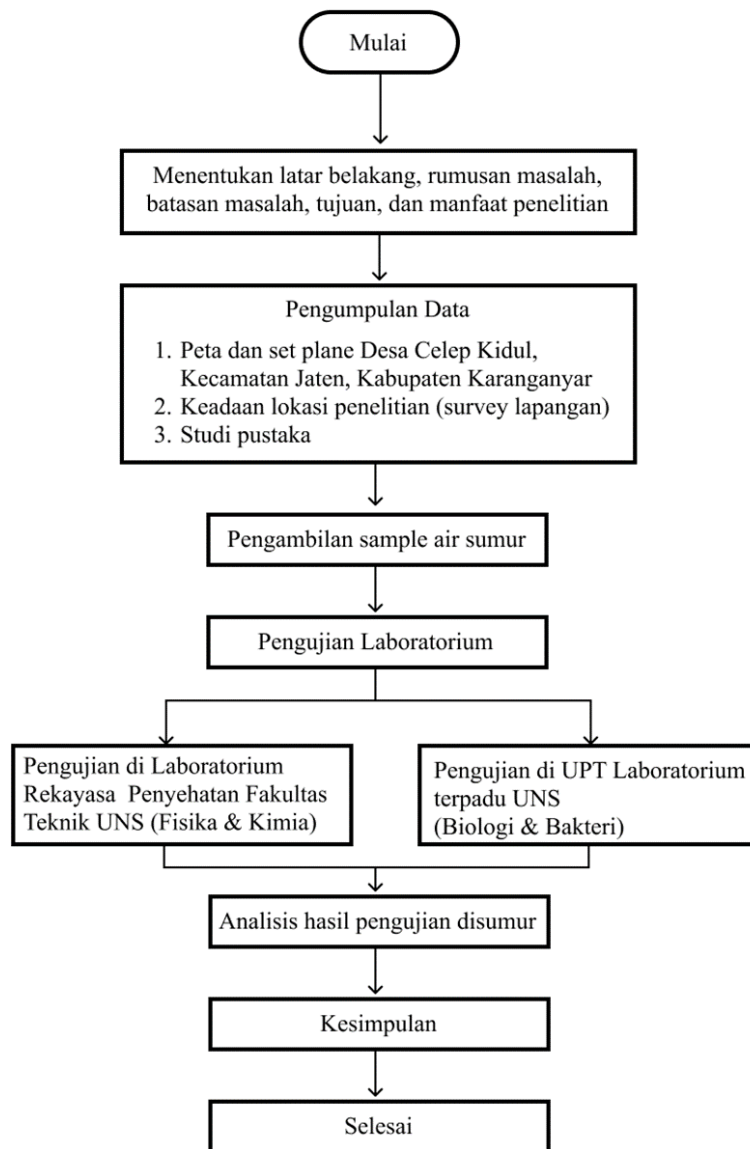 Mulai
Menentukan latar belakang, rumusan masalah,
batasan masalah, tujuan, dan manfaat penelitian
Pengumpulan Data
1. Peta dan set plane Desa Celep Kidul,
Kecamatan Jaten, Kabupaten Karanganyar
2. Keadaan lokasi penelitian (survey lapangan)
3. Studi pustaka
Pengambilan sample air sumur
Pengujian Laboratorium
Pengujian di Laboratorium
Rekayasa Penyehatan Fakultas
Teknik UNS (Fisika & Kimia)
Pengujian di UPT Laboratorium
terpadu UNS
(Biologi & Bakteri)
Analisis hasil pengujian disumur
Kesimpulan
Selesai